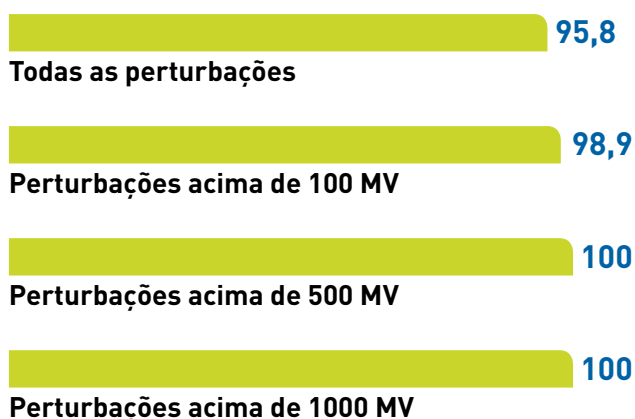 95,8
Todas as perturbações
98,9
Perturbações acima de 100 MV
100
Perturbações acima de 500 MV
100
Perturbações acima de 1000 MV